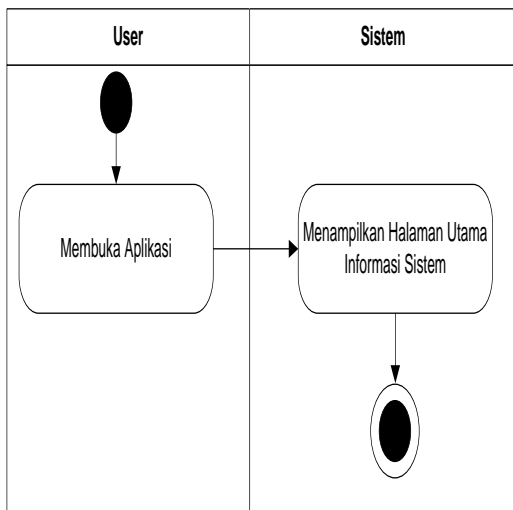 User
Sistem
Membuka Aplikasi
Menampilkan Halaman Utama
Informasi Sistem